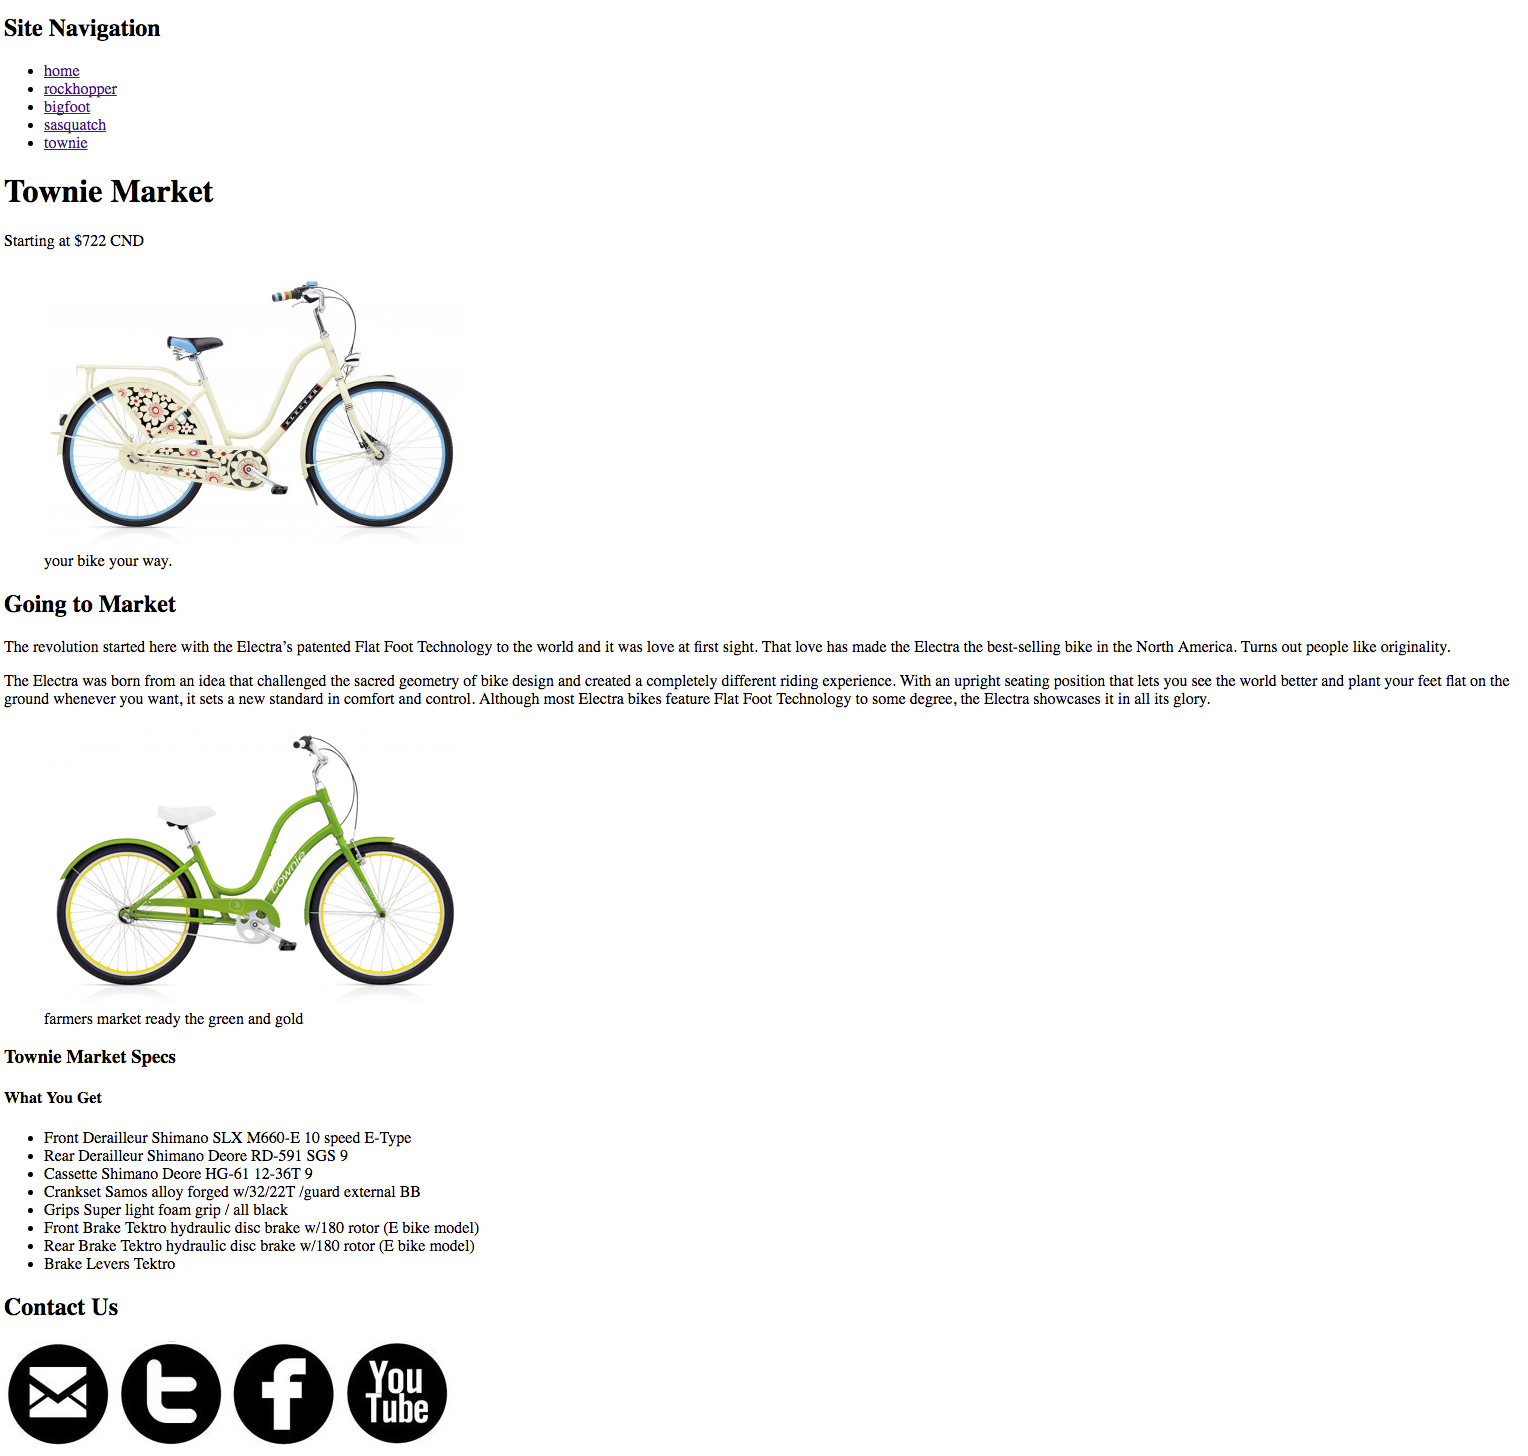 Site Navigation
home
rockhopper
bigfoot
sasquatch
townie
Townie Market
Starting at $722 CND
ELECTRA
your bike your way.
Going to Market
The revolution started here with the Electra’s patented Flat Foot Technology to the world and it was love at first sight. That love has made the Electra the best-selling bike in the North America. Turns out people like originality.
The Electra was born from an idea that challenged the sacred geometry of bike design and created a completely different riding experience. With an upright seating position that lets you see the world better and plant your feet flat on the
ground whenever you want, it sets a new standard in comfort and control. Although most Electra bikes feature Flat Foot Technology to some degree, the Electra showcases it in all its glory.
townie
3
farmers market ready the green and gold
Townie Market Specs
What You Get
Front Derailleur Shimano SLX M660-E 10 speed E-Type
Rear Derailleur Shimano Deore RD-591 SGS 9
Cassette Shimano Deore HG-61 12-36T 9
Crankset Samos alloy forged w/32/22T /guard external BB
Grips Super light foam grip / all black
Front Brake Tektro hydraulic disc brake w/180 rotor (E bike model)
Rear Brake Tektro hydraulic disc brake w/180 rotor (E bike model)
Brake Levers Tektro
Contact Us
You
Tube